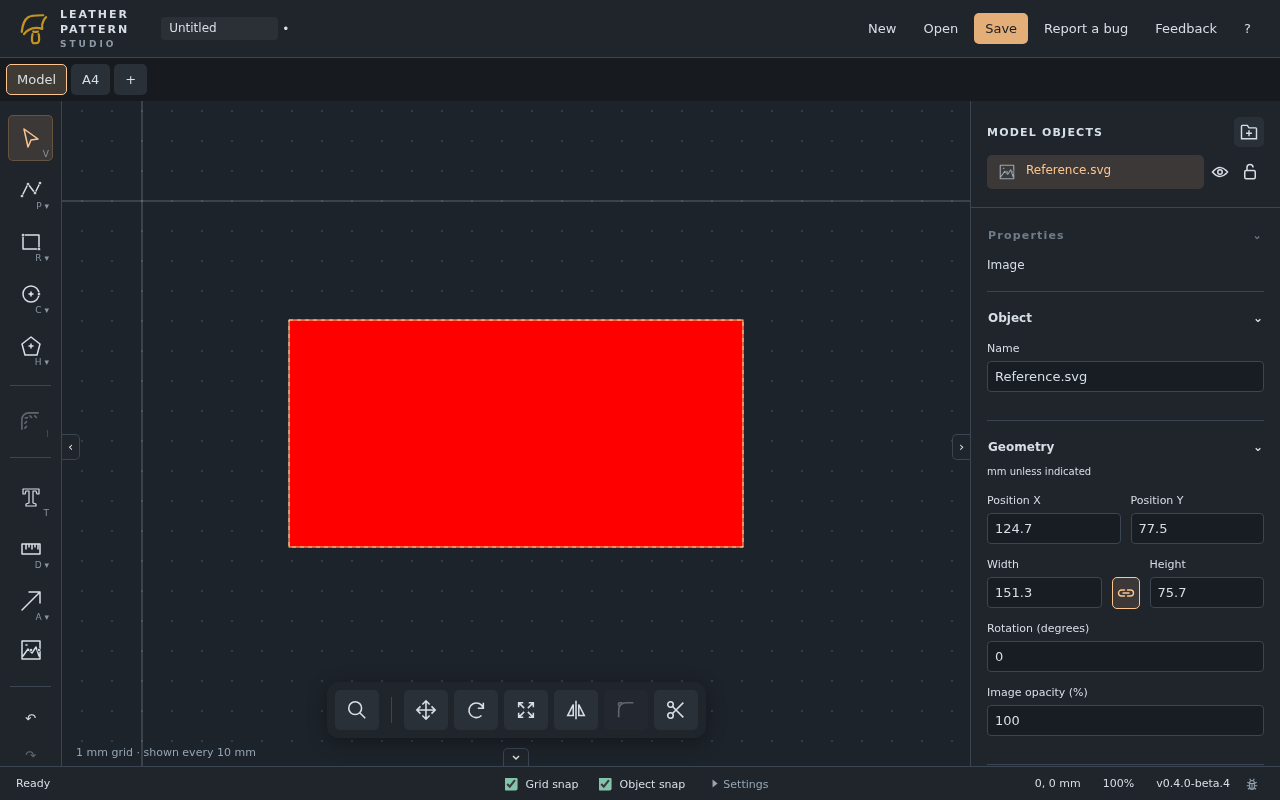 LEATHER
PATTERN
STUDIO
Untitled •
New Open Save Report a bug Feedback ?
Model A4 +
V
P ▾
R ▾
C ▾
H ▾
I
T
D ▾
A ▾
MODEL OBJECTS
Reference.svg
Properties
Image
Object
Name
Reference.svg
Geometry
mm unless indicated
Position X Position Y
124.7 77.5
Width Height
151.3 75.7
Rotation (degrees)
0
Image opacity (%)
100
1 mm grid · shown every 10 mm
Ready Grid snap Object snap Settings 0, 0 mm 100% v0.4.0-beta.4